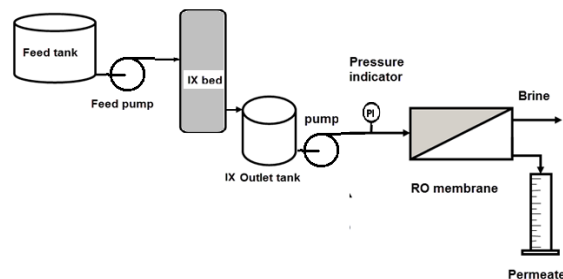 Feed tank
Feed pump
IX bed
IX Outlet tank
pump
Pressure
indicator
PI
RO membrane
Brine
Permeate